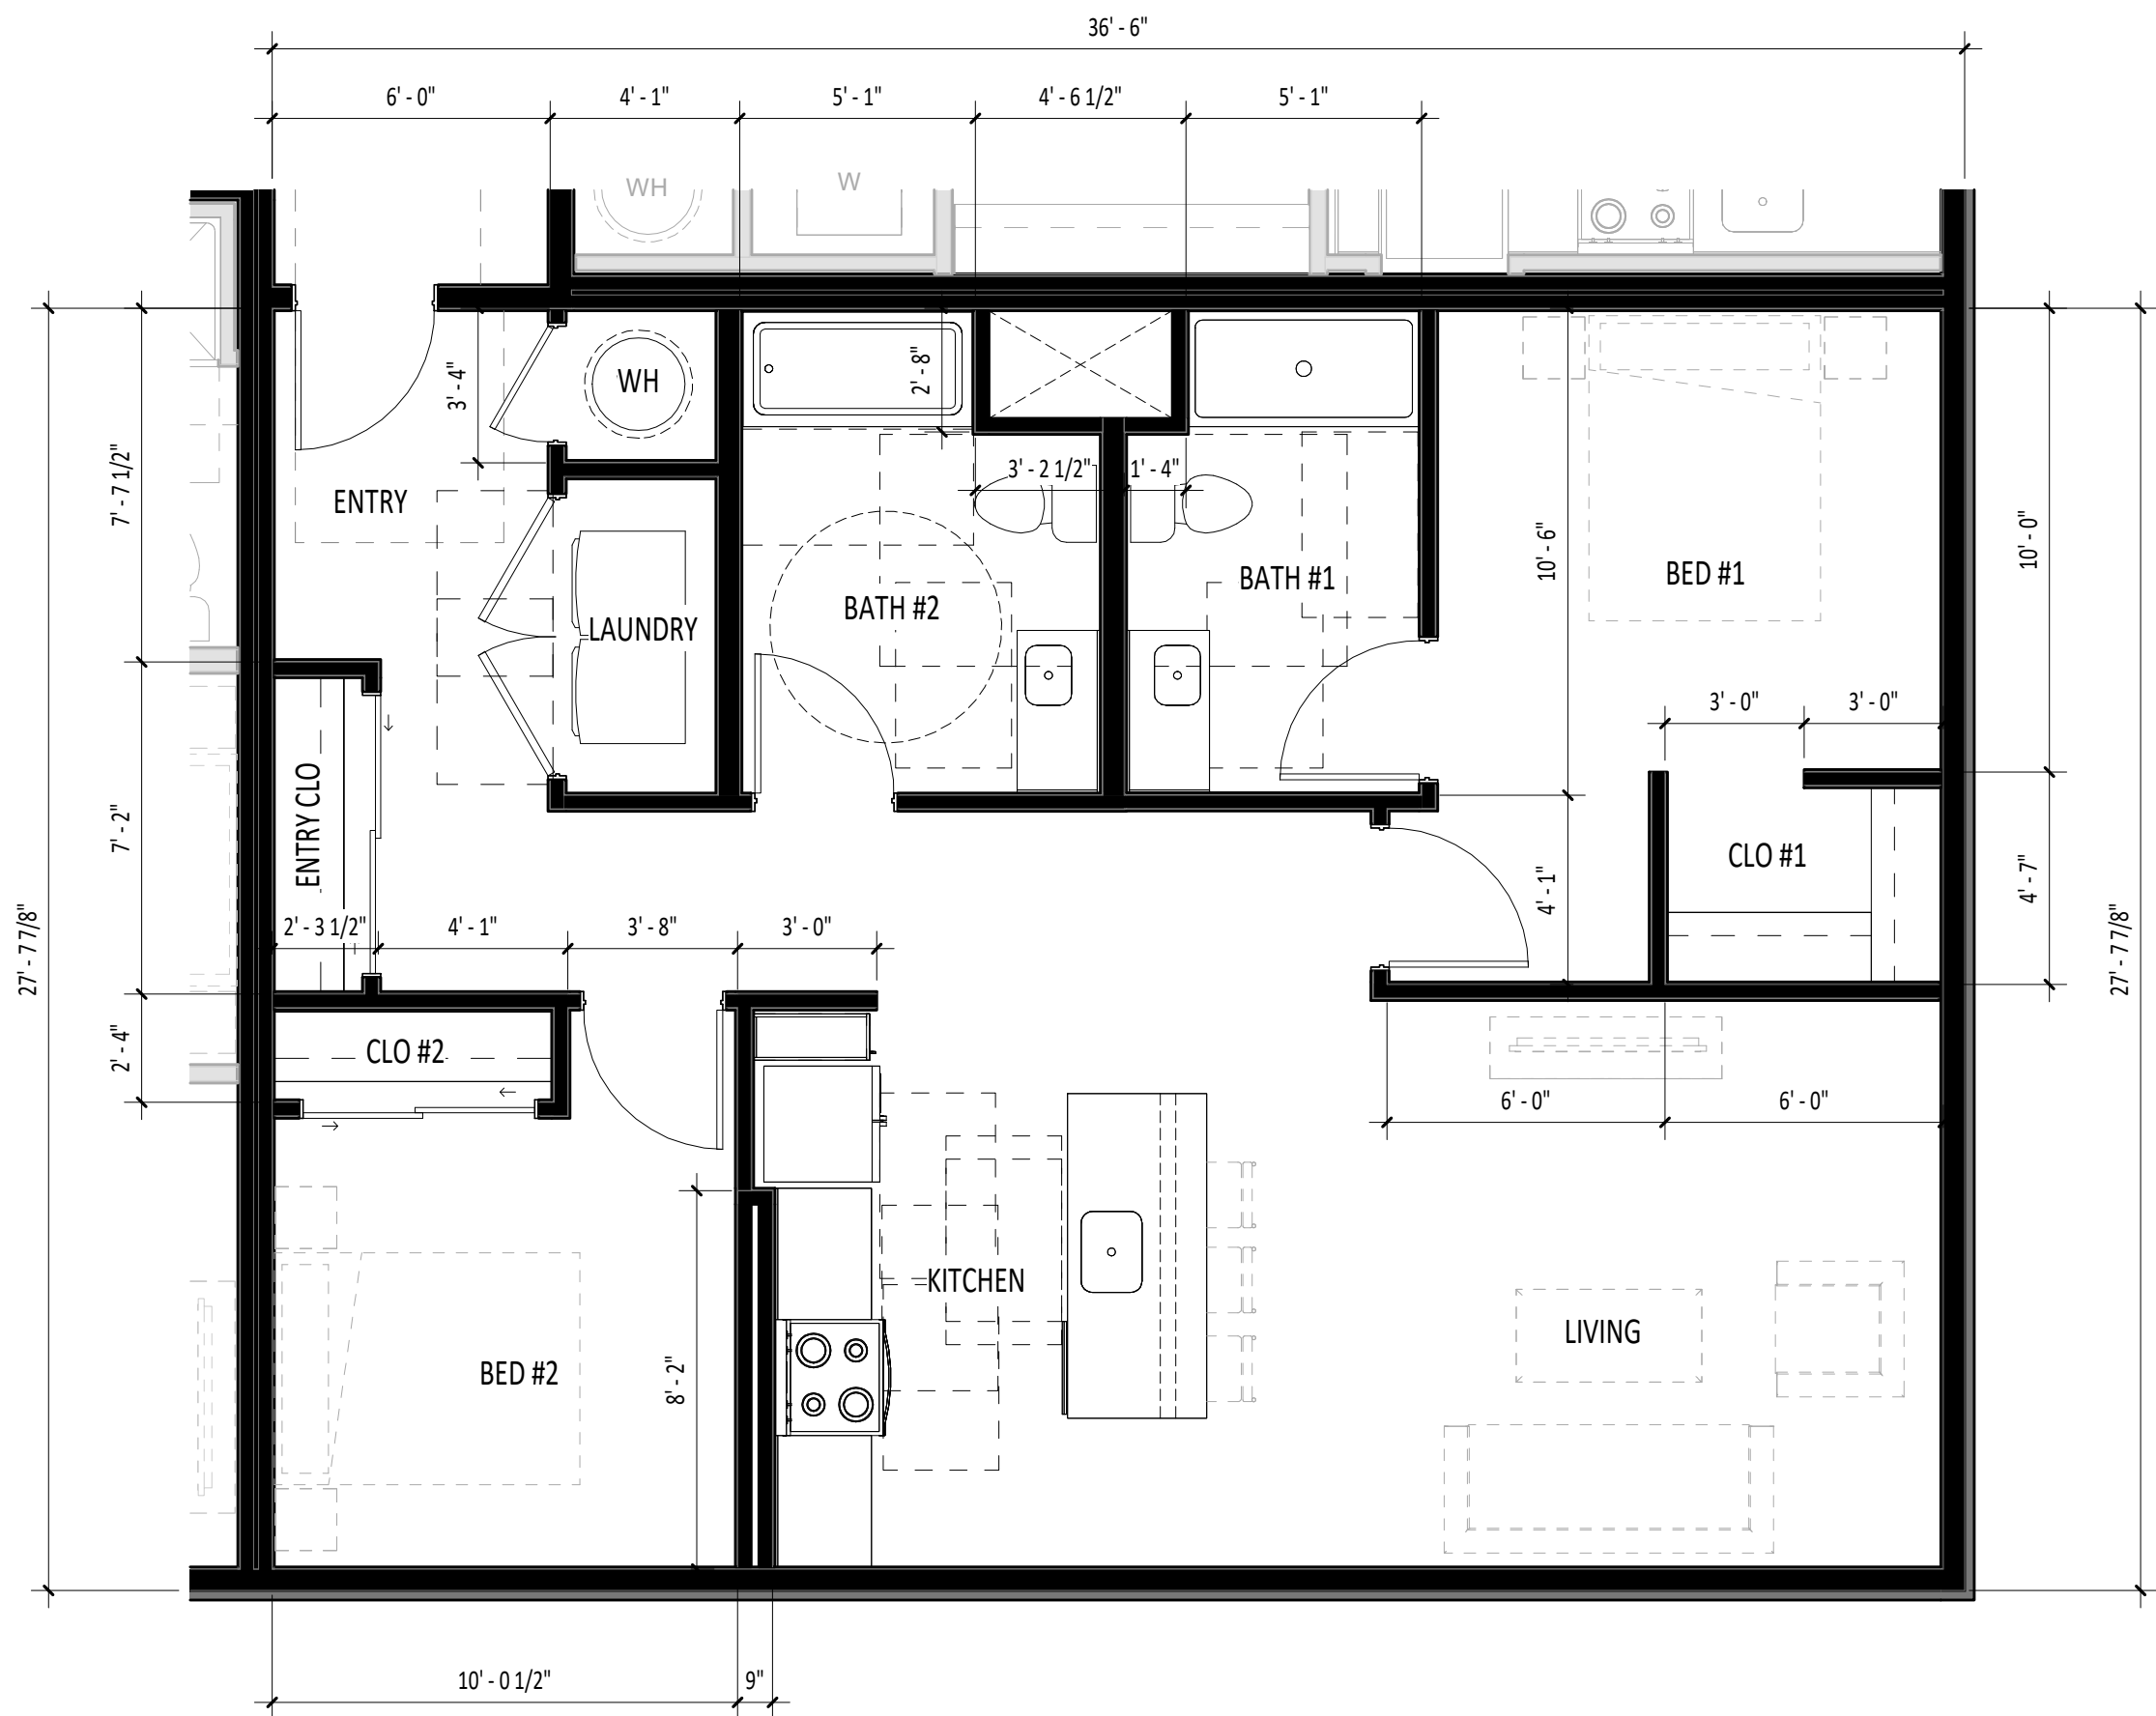 36' - 6"
6' - 0"
4' - 1"
5' - 1"
4' - 6 1/2"
5' - 1"
WH
W
WH
2' - 8"
3' - 4"
7' - 7 1/2"
ENTRY
3' - 2 1/2"
1' - 4"
10' - 6"
10' - 0"
BED #1
BATH #1
BATH #2
LAUNDRY
3' - 0"
3' - 0"
ENTRY CLO
7' - 2"
CLO #1
4' - 1"
4' - 7"
2' - 3 1/2"
4' - 1"
3' - 8"
3' - 0"
27' - 7 7/8"
27' - 7 7/8"
CLO #2
2' - 4"
6' - 0"
6' - 0"
KITCHEN
LIVING
BED #2
8' - 2"
10' - 0 1/2"
9"